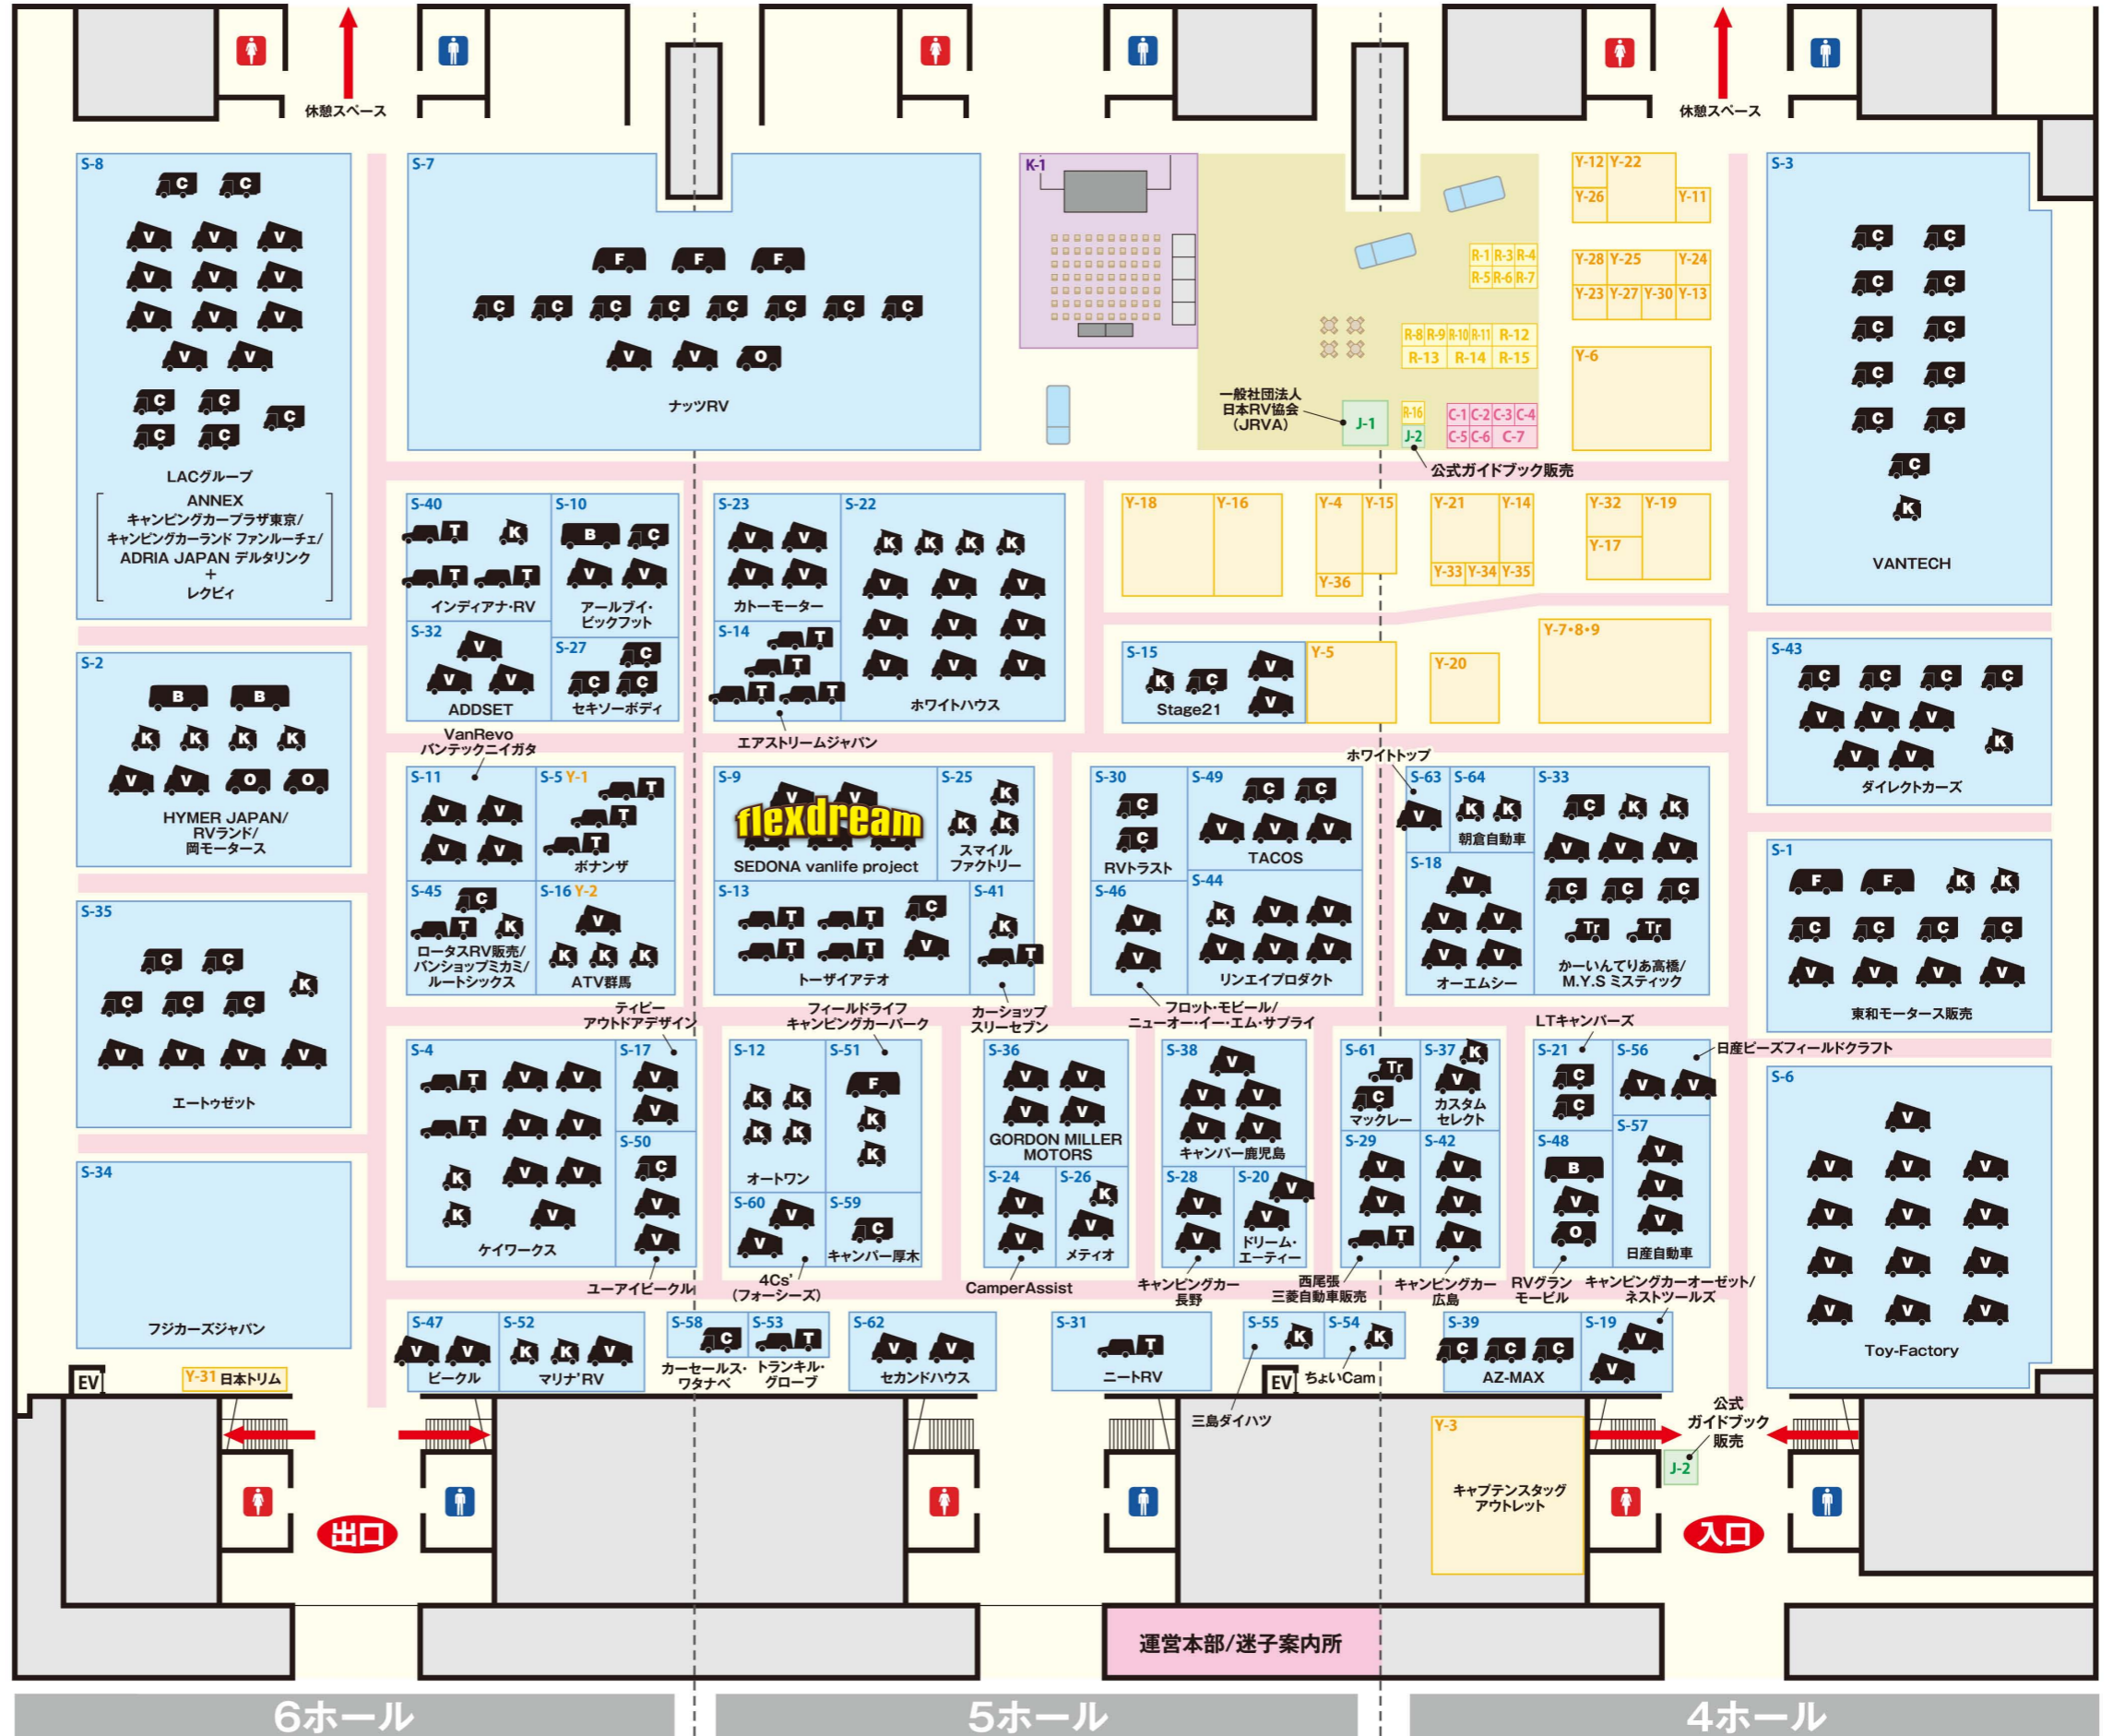 休憩スペース
休憩スペース
S-8
C C
V V V
V V V
V V V
V V
C C C
C C
LACグループ
ANNEX
キャンピングカープラザ東京/
キャンピングカーランド ファンルーチェ/
ADRIA JAPAN デルタリンク
+
レクビィ
S-7
F F F
C C C C C C C C
V V O
ナッツRV
K-1
一般社団法人
日本RV協会
(JRVA)
J-1
R-1 R-3 R-4
R-5 R-6 R-7
R-8 R-9 R-10 R-11 R-12
R-13 R-14 R-15
R-16
J-2
C-1 C-2 C-3 C-4
C-5 C-6 C-7
公式ガイドブック販売
Y-12 Y-22
Y-26 Y-11
Y-28 Y-25 Y-24
Y-23 Y-27 Y-30 Y-13
Y-6
S-3
C C
C C
C C
C C
C C
C
K
VANTECH
S-40
T K
T T
インディアナ・RV
S-10
B C
V V
アールブイ・
ビックフット
S-32
V
V V
ADDSET
S-27
C
C C
セキソーボディ
S-23
V V
V V
カトーモーター
S-14
T
T
T T
エアストリームジャパン
S-22
K K K K
V V V
V V V
V V V
ホワイトハウス
Y-18 Y-16
Y-4 Y-15
Y-36
Y-21 Y-14
Y-33 Y-34 Y-35
Y-32 Y-19
Y-17
S-15
K C V
V
Stage21
Y-5
Y-20
Y-7・8・9
S-2
B B
K K K K
V V O O
HYMER JAPAN/
RVランド/
岡モータース
S-43
C C C C
V V V
K
V V
ダイレクトカーズ
VanRevo
バンテックニイガタ
S-11
V V
V V
S-5 Y-1
T
T
T
ボナンザ
S-45
C
T K
ロータスRV販売/
バンショップミカミ/
ルートシックス
S-16 Y-2
V
K K K
ATV群馬
S-9
V V
flexdream
SEDONA vanlife project
S-25
K
K K
スマイル
ファクトリー
S-13
T T C
T T V
トーザイアテオ
S-41
K
T
カーショップ
スリーセブン
S-30
C
C
RVトラスト
S-49
C C
V V V
TACOS
S-46
V
V
フロット・モビール/
ニューオー・イー・エム・サプライ
S-44
K V V
V V V
リンエイプロダクト
ホワイトトップ
S-63
V
S-64
K K
朝倉自動車
S-18
V
V V
V V
オーエムシー
S-33
C K K
V V V
C C C
Tr Tr
かーいんてりあ高橋/
M.Y.S ミスティック
S-1
F F K K
C C C C
V V V V
東和モータース販売
S-35
C C
K
C C C
V V V V
エートゥゼット
S-4
T V V
T V V
K V V
K V
ケイワークス
ティピー
アウトドアデザイン
S-17
V
V
S-50
C
V
V
ユーアイビークル
S-12
K K
K K
オートワン
フィールドライフ
キャンピングカーパーク
S-51
F
K
K
S-60
V
V
4Cs'
(フォーシーズ)
S-59
C
キャンパー厚木
S-36
V V
V V
GORDON MILLER
MOTORS
S-24
V
V
CamperAssist
S-26
K
V
メティオ
S-38
V
V V
V V
キャンパー鹿児島
S-28
V
V
キャンピングカー
長野
S-20
V
V
ドリーム・
エーティー
S-61
Tr
C
マックレー
S-37
K
V
カスタム
セレクト
S-29
V
V
T
西尾張
三菱自動車販売
S-42
V
V
V
キャンピングカー
広島
LTキャンパーズ
S-21
C
C
S-56
V V
日産ピーズフィールドクラフト
S-48
B
V
O
RVグラン
モービル
S-57
V
V
V
日産自動車
キャンピングカーオーゼット/
ネストツールズ
S-6
V
V V V
V V V
V V V
V V V
Toy-Factory
S-34
フジカーズジャパン
S-47
V V
ビークル
S-52
K K V
マリナ'RV
S-58
C
カーセールス・
ワタナベ
S-53
T
トランキル・
グローブ
S-62
V V
セカンドハウス
S-31
T
ニートRV
S-55
K
三島ダイハツ
S-54
K
ちょいCam
S-39
C C C
AZ-MAX
S-19
V
V
EV
Y-31 日本トリム
EV
Y-3
キャプテンスタッグ
アウトレット
公式
ガイドブック
販売
J-2
出口
入口
運営本部/迷子案内所
6ホール
5ホール
4ホール